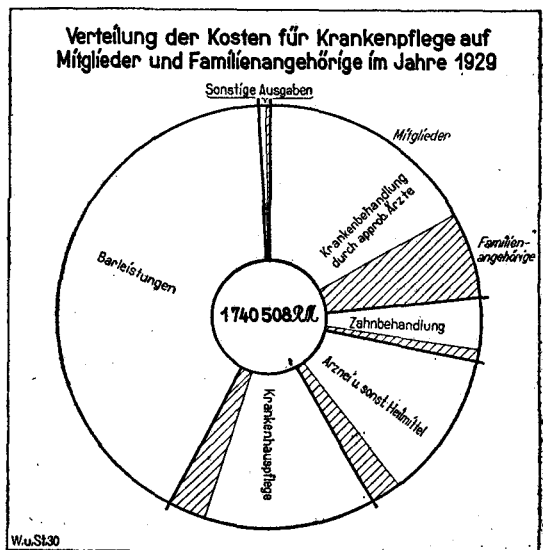 Verteilung der Kosten für Krankenpflege auf
Mitglieder und Familienangehörige im Jahre 1929
Sonstige Ausgaben
Mitglieder
Krankenbehandlung
durch approb. Ärzte
Familien-
angehörige
Barleistungen
1740508 RM
Zahnbehandlung
Arznei u. sonst. Heilmittel
Krankenhauspflege
W.u.St.30